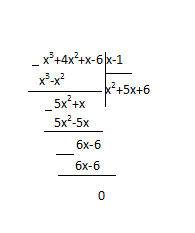 _ x³+4x²+x-6 x-1
x³-x² x²+5x+6
_ 5x²+x
5x²-5x
_ 6x-6
6x-6
0